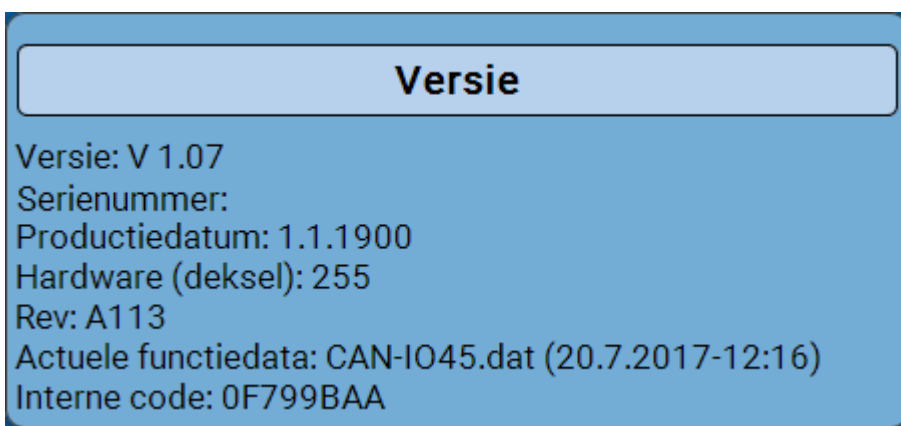 Versie
Versie: V 1.07
Serienummer:
Productiedatum: 1.1.1900
Hardware (deksel): 255
Rev: A113
Actuele functiedata: CAN-IO45.dat (20.7.2017-12:16)
Interne code: 0F799BAA